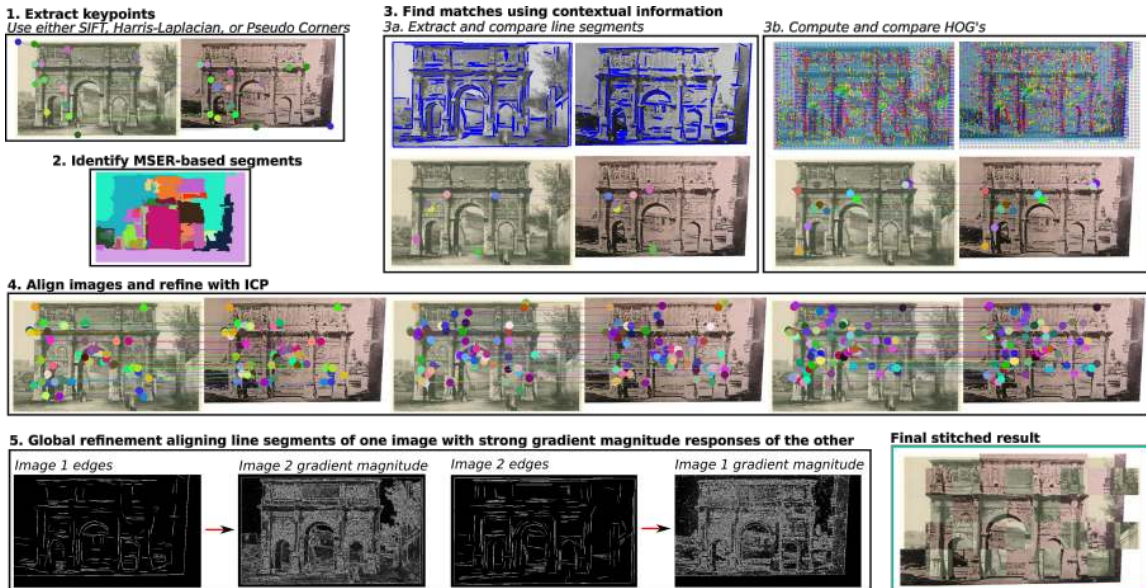 1. Extract keypoints
Use either SIFT, Harris-Laplacian, or Pseudo Corners
2. Identify MSER-based segments
3. Find matches using contextual information
3a. Extract and compare line segments
3b. Compute and compare HOG's
4. Align images and refine with ICP
5. Global refinement aligning line segments of one image with strong gradient magnitude responses of the other
Image 1 edges
Image 2 gradient magnitude
Image 2 edges
Image 1 gradient magnitude
Final stitched result